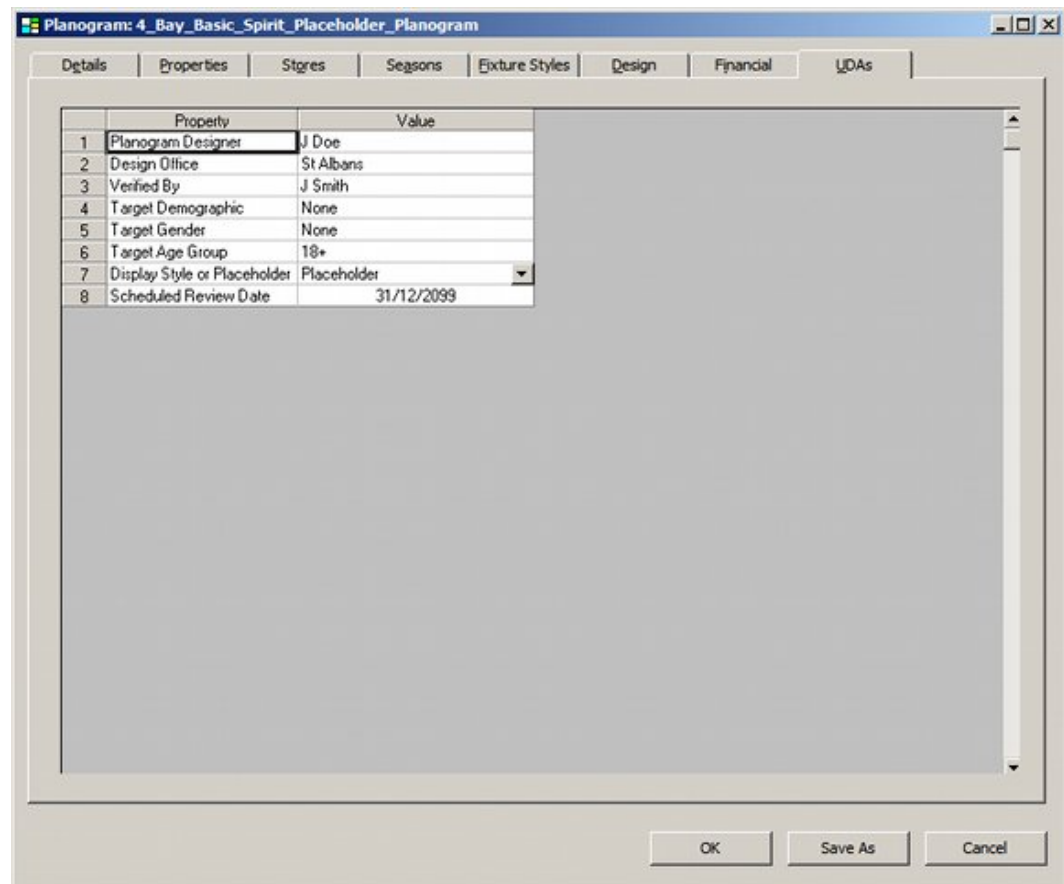 Planogram: 4_Bay_Basic_Spirit_Placeholder_Planogram
Details Properties Stores Seasons Fixture Styles Design Financial UDAs
Property Value
1 Planogram Designer J Doe
2 Design Office St Albans
3 Verified By J Smith
4 Target Demographic None
5 Target Gender None
6 Target Age Group 18+
7 Display Style or Placeholder Placeholder
8 Scheduled Review Date 31/12/2099
OK Save As Cancel